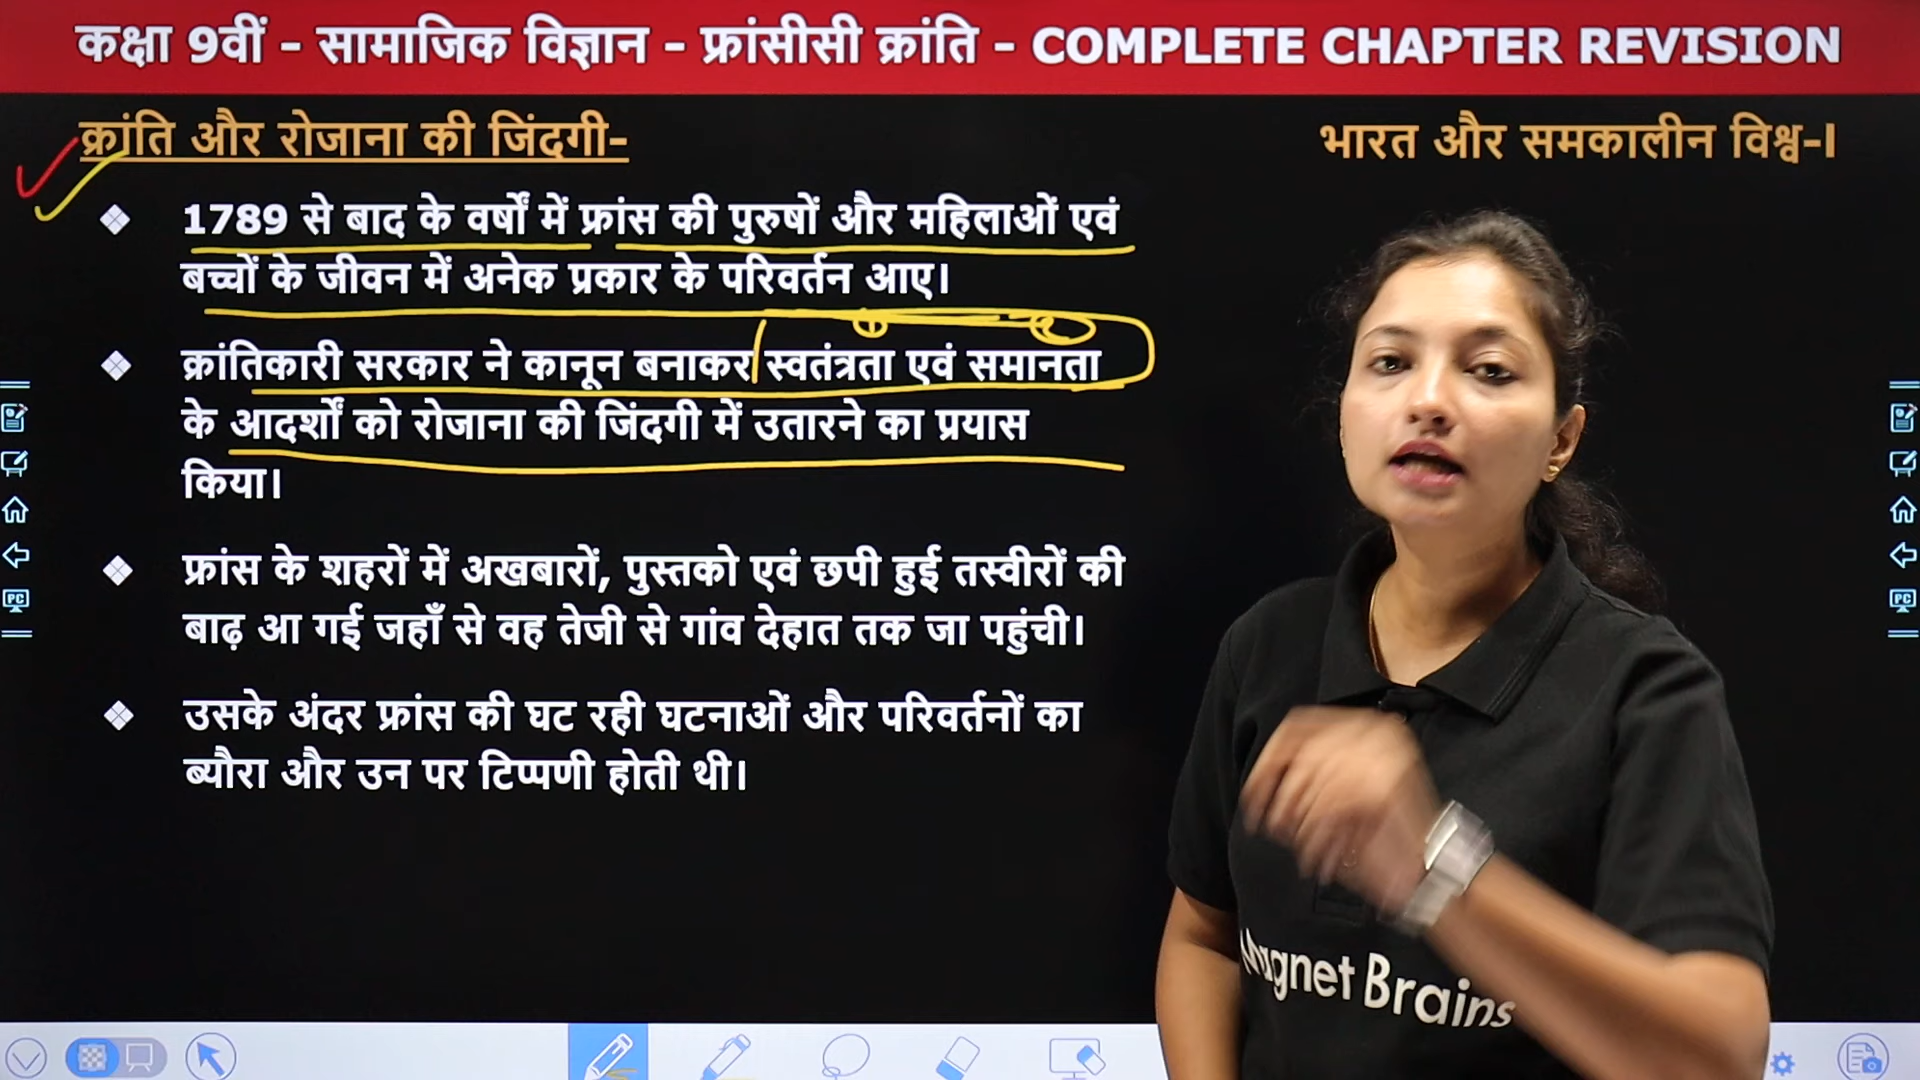 कक्षा 9वीं - सामाजिक विज्ञान - फ्रांसीसी क्रांति - COMPLETE CHAPTER REVISION
क्रांति और रोजाना की जिंदगी-
भारत और समकालीन विश्व-I
1789 से बाद के वर्षों में फ्रांस की पुरुषों और महिलाओं एवं
बच्चों के जीवन में अनेक प्रकार के परिवर्तन आए।
क्रांतिकारी सरकार ने कानून बनाकर स्वतंत्रता एवं समानता
के आदर्शों को रोजाना की जिंदगी में उतारने का प्रयास
किया।
फ्रांस के शहरों में अखबारों, पुस्तको एवं छपी हुई तस्वीरों की
बाढ़ आ गई जहाँ से वह तेजी से गांव देहात तक जा पहुंची।
उसके अंदर फ्रांस की घट रही घटनाओं और परिवर्तनों का
ब्यौरा और उन पर टिप्पणी होती थी।
Magnet Brains
PC
PC